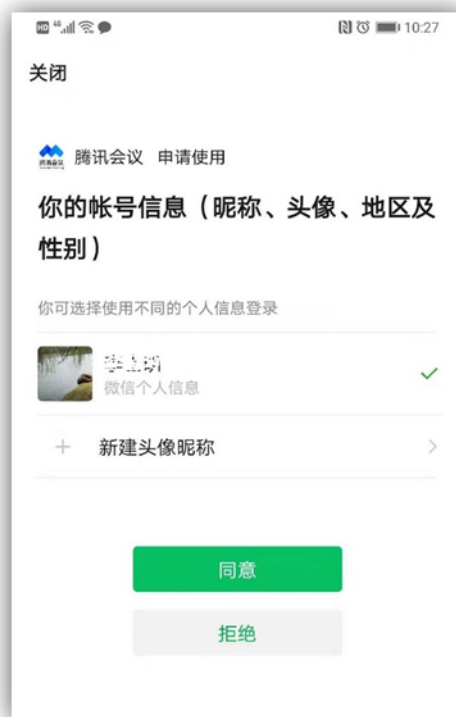 HD 46 10:27
关闭
腾讯会议 申请使用
你的帐号信息（昵称、头像、地区及
性别）
你可选择使用不同的个人信息登录
微信个人信息
新建头像昵称
同意
拒绝